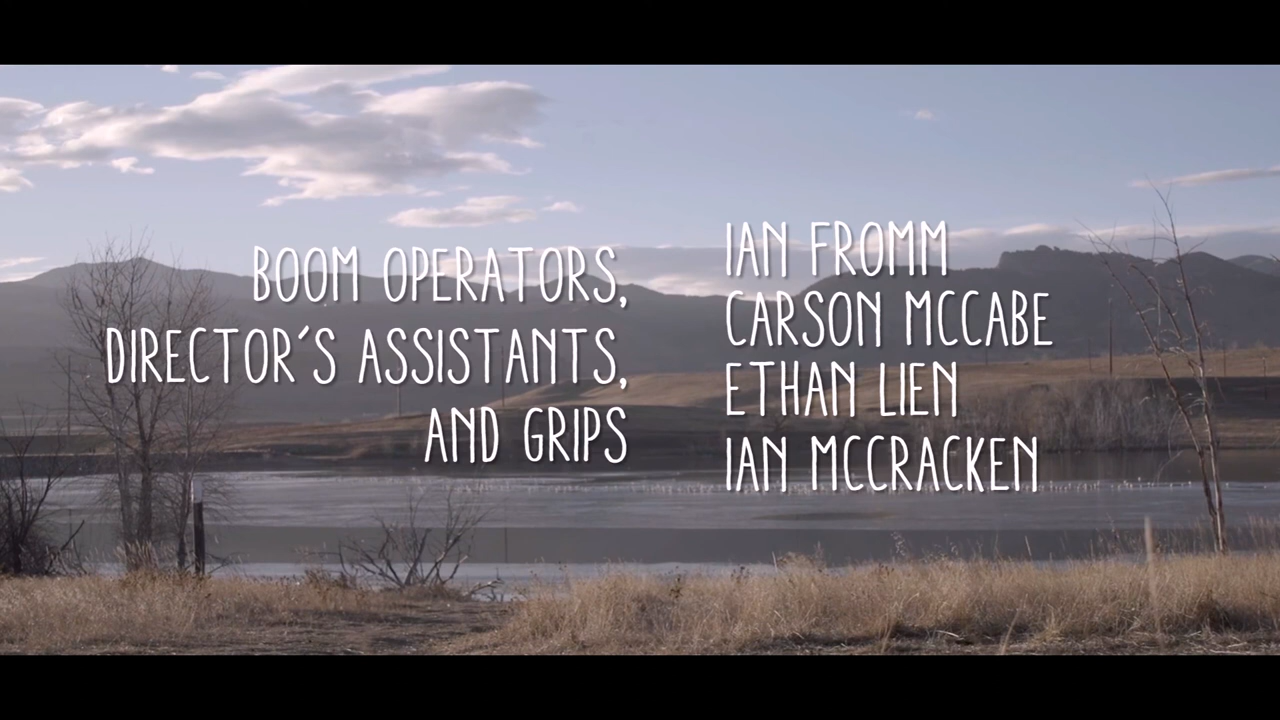 BOOM OPERATORS,
DIRECTOR'S ASSISTANTS,
AND GRIPS
IAN FROMM
CARSON MCCABE
ETHAN LIEN
IAN MCCRACKEN